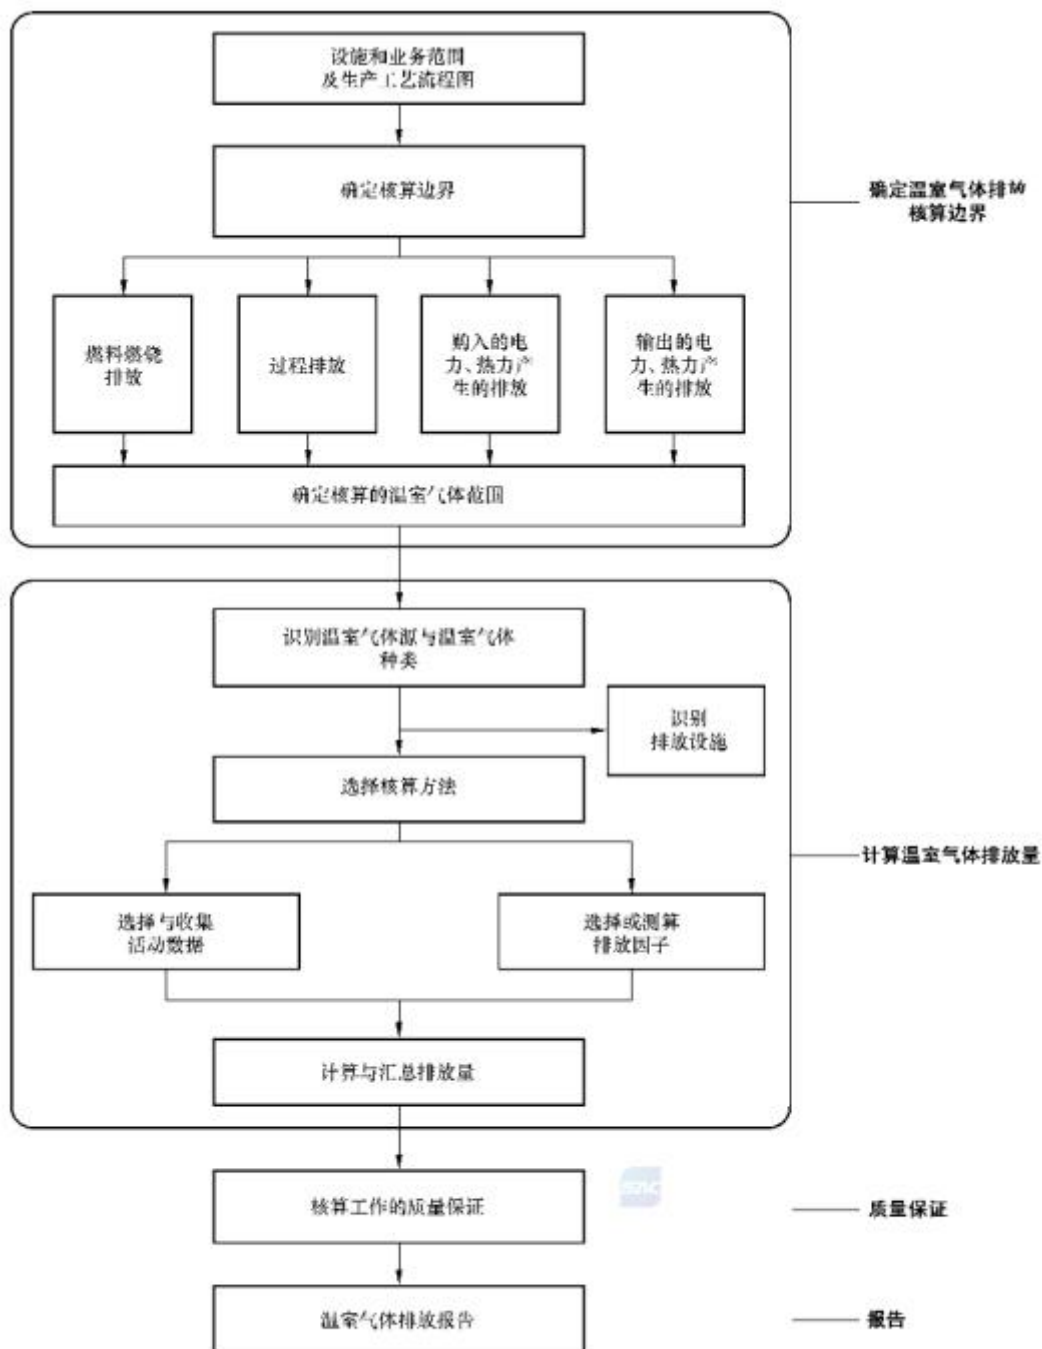 设施和业务范围
及生产工艺流程图
确定核算边界
确定温室气体排放
核算边界
燃料燃烧
排放
过程排放
购入的电
力、热力产
生的排放
输出的电
力、热力产
生的排放
确定核算的温室气体范围
识别温室气体源与温室气体
种类
识别
排放设施
选择核算方法
计算温室气体排放量
选择与收集
活动数据
选择或测算
排放因子
计算与汇总排放量
核算工作的质量保证
质量保证
温室气体排放报告
报告